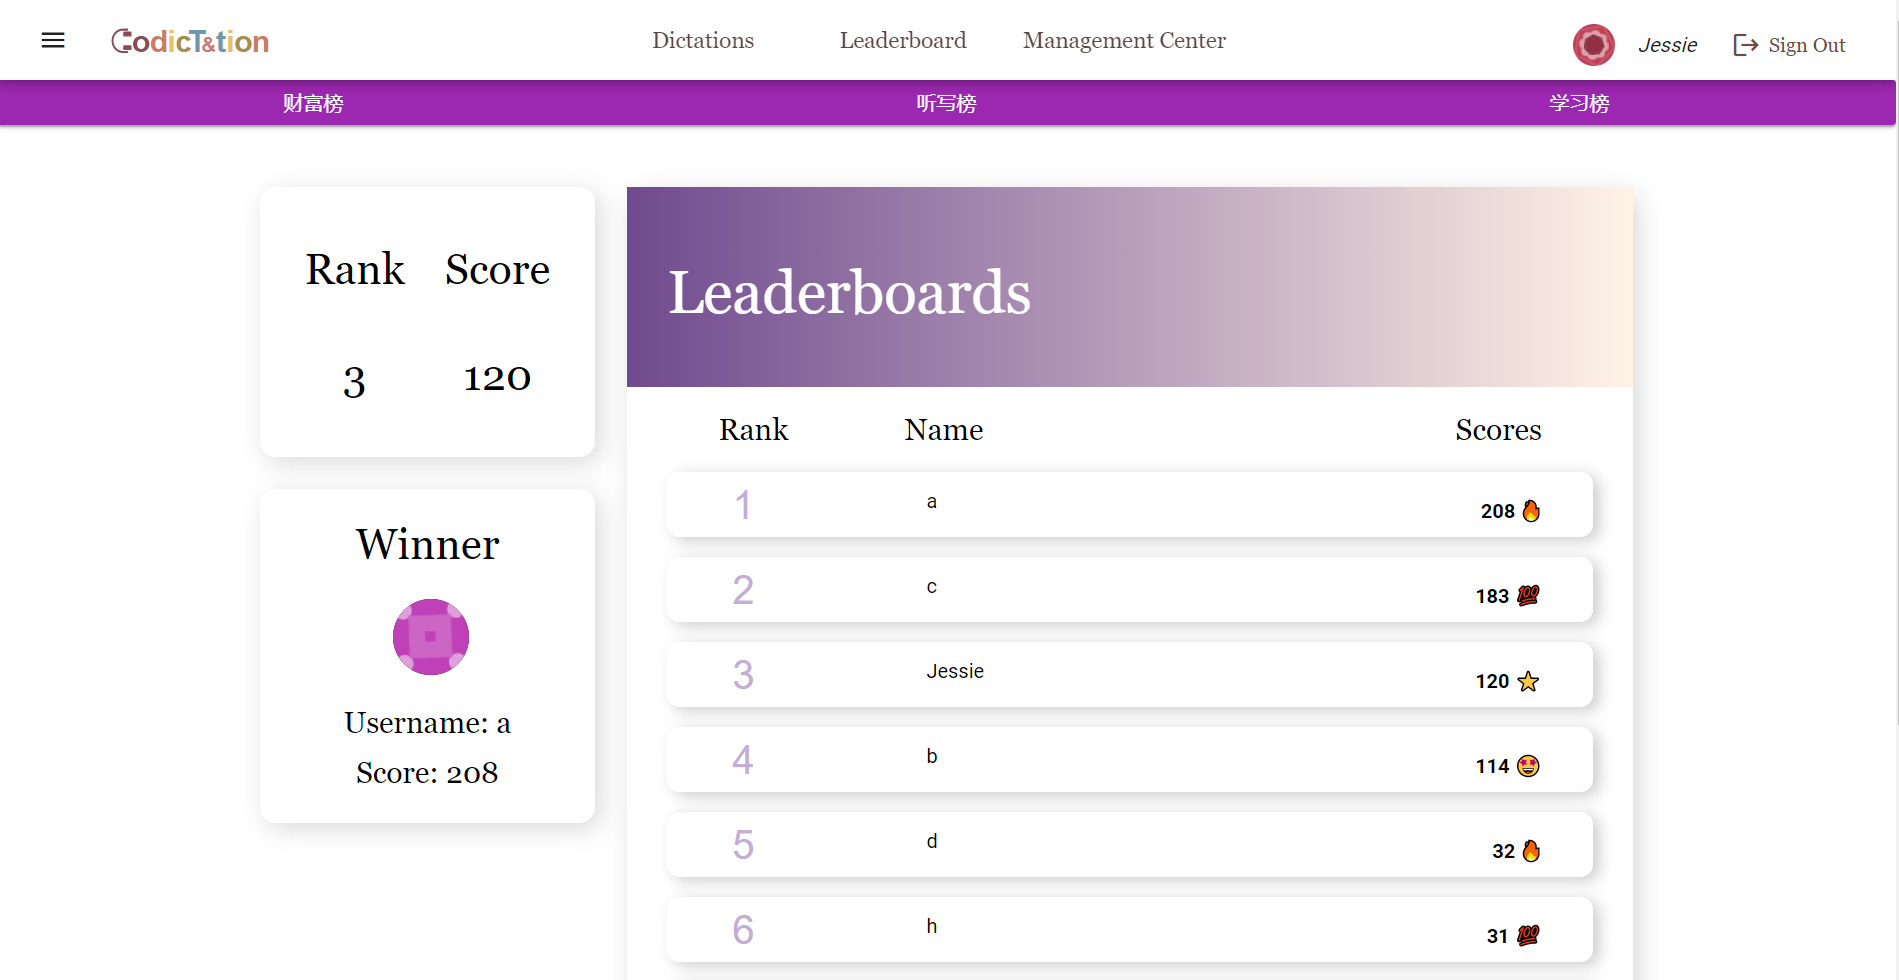 CodicT&tion
Dictations
Leaderboard
Management Center
Jessie
Sign Out
财富榜
听写榜
学习榜
Rank Score
3 120
Winner
Username: a
Score: 208
Leaderboards
Rank Name Scores
1 a 208 🔥
2 c 183 💯
3 Jessie 120 ⭐
4 b 114 🤩
5 d 32 🔥
6 h 31 💯